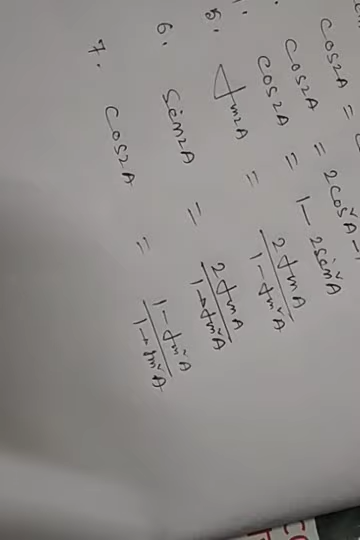 cos2A =
cos2A = 2cos²A -
cos2A = 1 - 2sin²A
5. tan2A = 2tanA / 1 - tan²A
6. sin2A = 2tanA / 1 + tan²A
7. cos2A = 1 - tan²A / 1 + tan²A